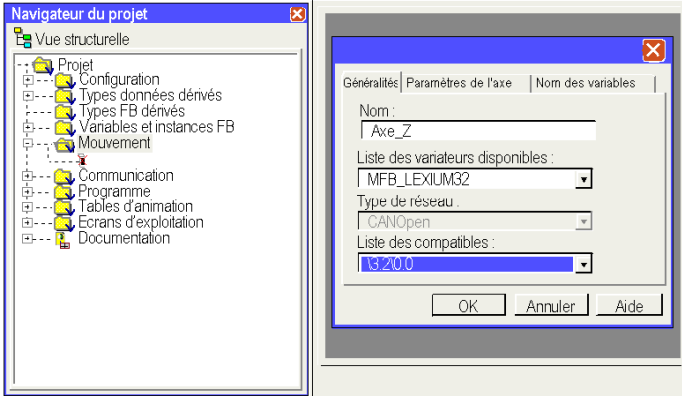 Navigateur du projet
Vue structurelle
Projet
Configuration
Types données dérivés
Types FB dérivés
Variables et instances FB
Mouvement
Communication
Programme
Tables d'animation
Ecrans d'exploitation
Documentation
Généralités
Paramètres de l'axe
Nom des variables
Nom :
Axe_Z
Liste des variateurs disponibles :
MFB_LEXIUM32
Type de réseau :
CANOpen
Liste des compatibles :
\3.2\0.0
OK
Annuler
Aide